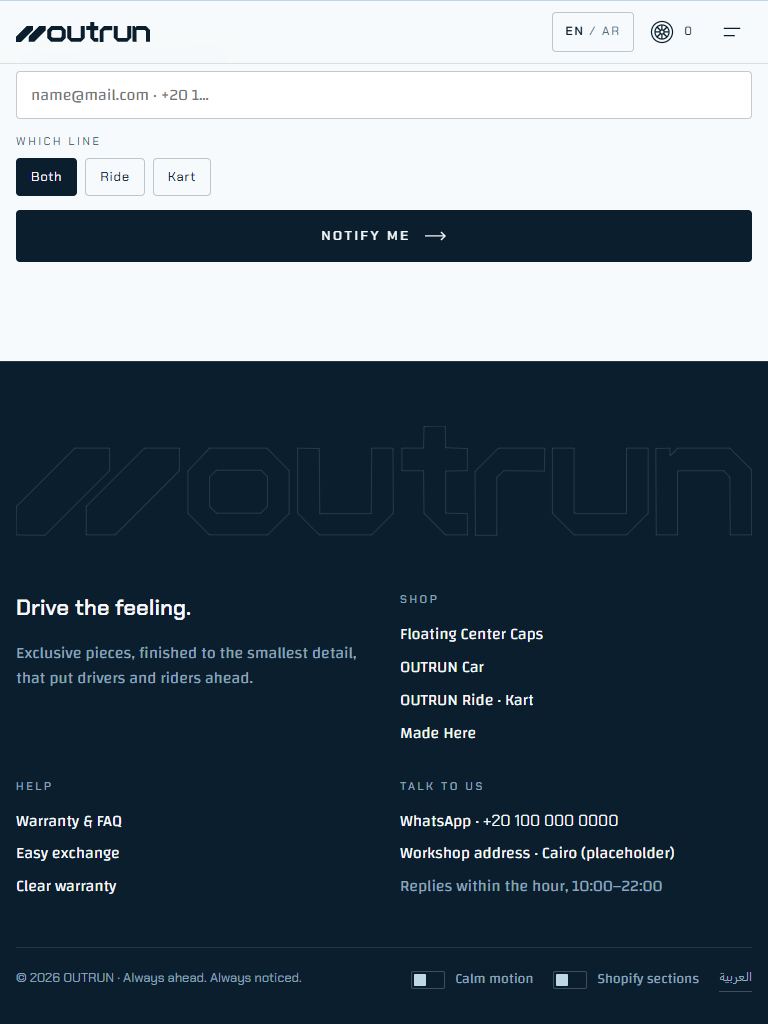 outrun
EN / AR
0
name@mail.com · +20 1...
WHICH LINE
Both
Ride
Kart
NOTIFY ME
outrun
Drive the feeling.
Exclusive pieces, finished to the smallest detail,
that put drivers and riders ahead.
SHOP
Floating Center Caps
OUTRUN Car
OUTRUN Ride · Kart
Made Here
HELP
Warranty & FAQ
Easy exchange
Clear warranty
TALK TO US
WhatsApp · +20 100 000 0000
Workshop address · Cairo (placeholder)
Replies within the hour, 10:00–22:00
© 2026 OUTRUN · Always ahead. Always noticed.
Calm motion
Shopify sections
العربية